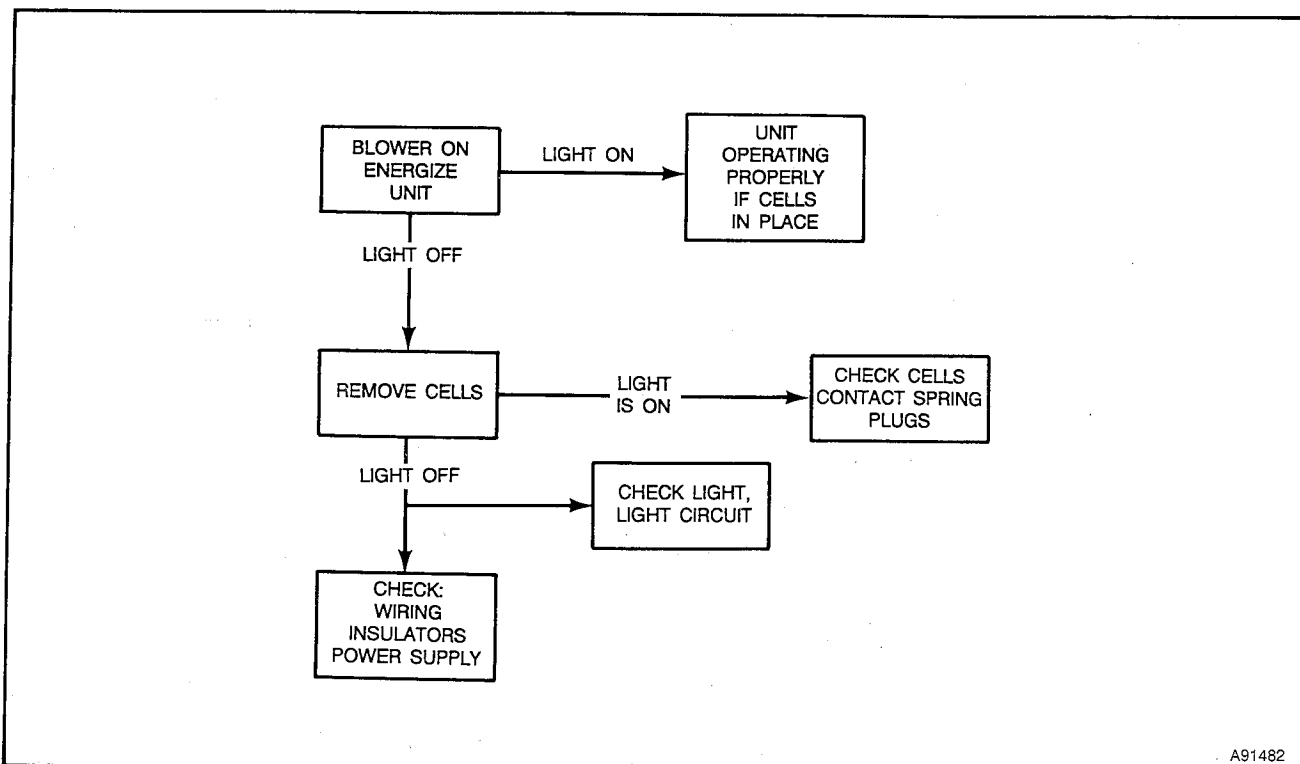 BLOWER ON
ENERGIZE
UNIT
LIGHT ON
UNIT
OPERATING
PROPERLY
IF CELLS
IN PLACE
LIGHT OFF
REMOVE CELLS
LIGHT
IS ON
CHECK CELLS
CONTACT SPRING
PLUGS
LIGHT OFF
CHECK LIGHT,
LIGHT CIRCUIT
CHECK:
WIRING
INSULATORS
POWER SUPPLY
A91482